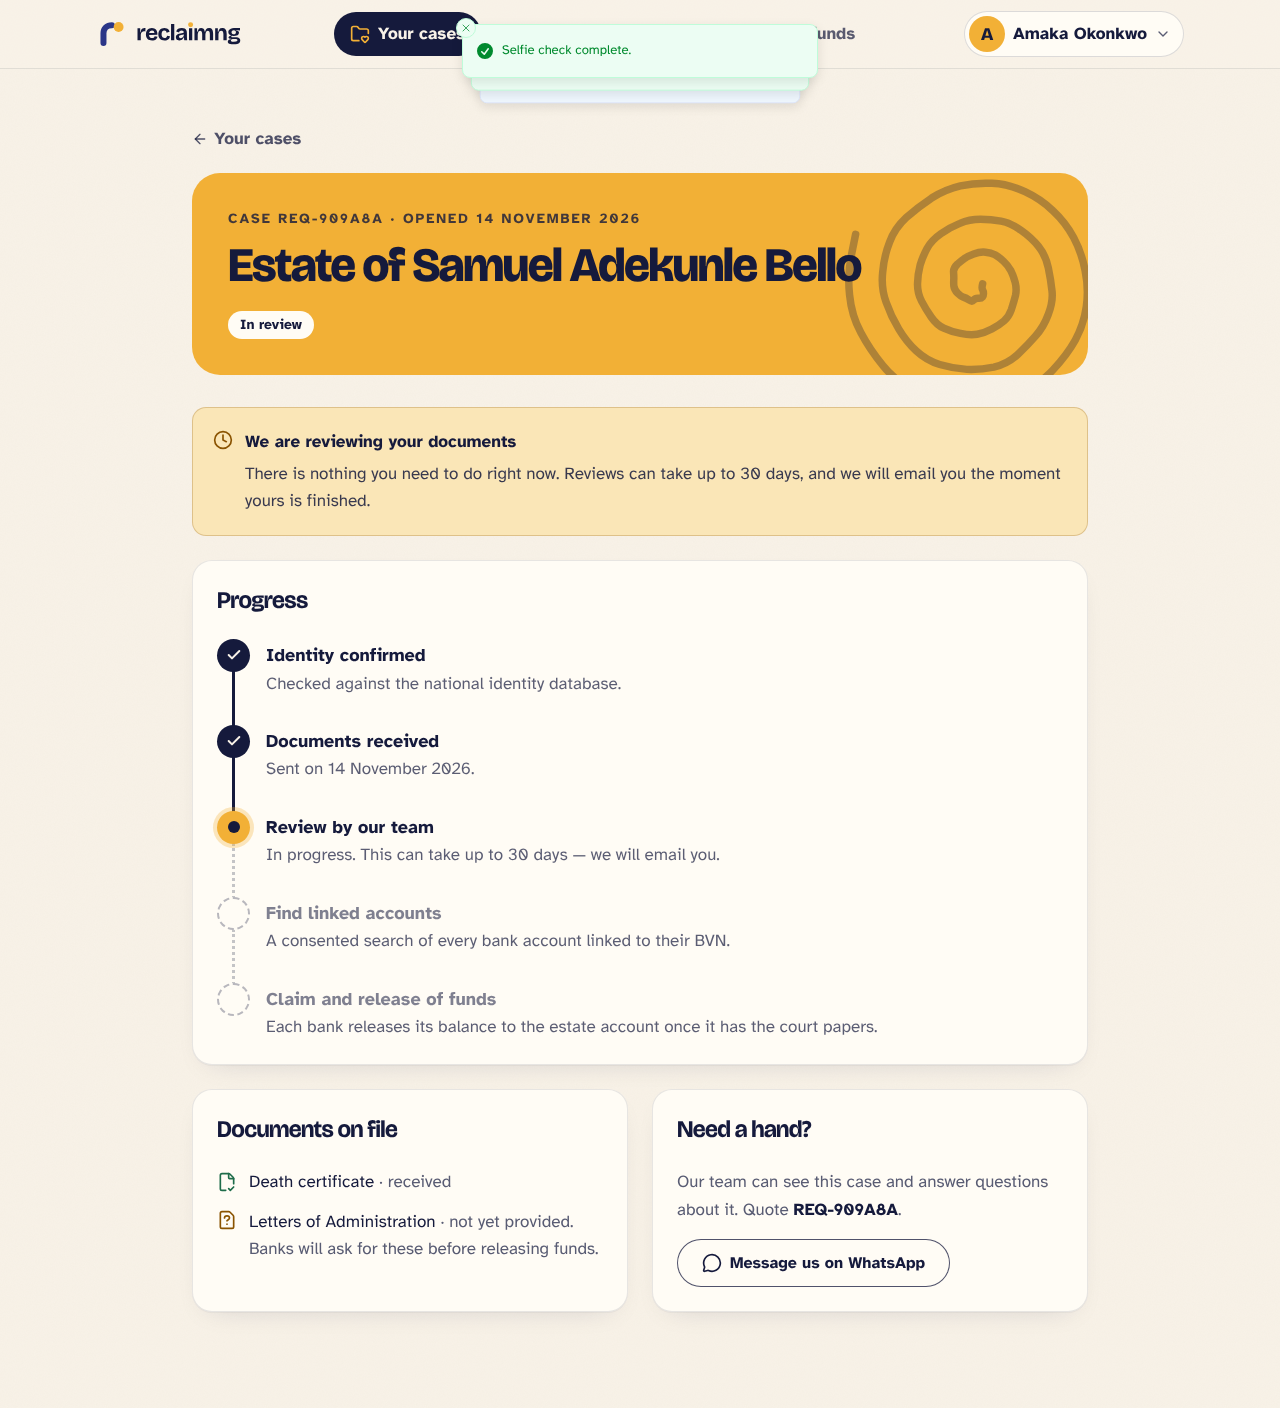 reclaimng
Your cases
Selfie check complete.
unds
A
Amaka Okonkwo
Your cases
CASE REQ-909A8A · OPENED 14 NOVEMBER 2026
Estate of Samuel Adekunle Bello
In review
We are reviewing your documents
There is nothing you need to do right now. Reviews can take up to 30 days, and we will email you the moment
yours is finished.
Progress
Identity confirmed
Checked against the national identity database.
Documents received
Sent on 14 November 2026.
Review by our team
In progress. This can take up to 30 days — we will email you.
Find linked accounts
A consented search of every bank account linked to their BVN.
Claim and release of funds
Each bank releases its balance to the estate account once it has the court papers.
Documents on file
Death certificate · received
Letters of Administration · not yet provided.
Banks will ask for these before releasing funds.
Need a hand?
Our team can see this case and answer questions
about it. Quote REQ-909A8A.
Message us on WhatsApp